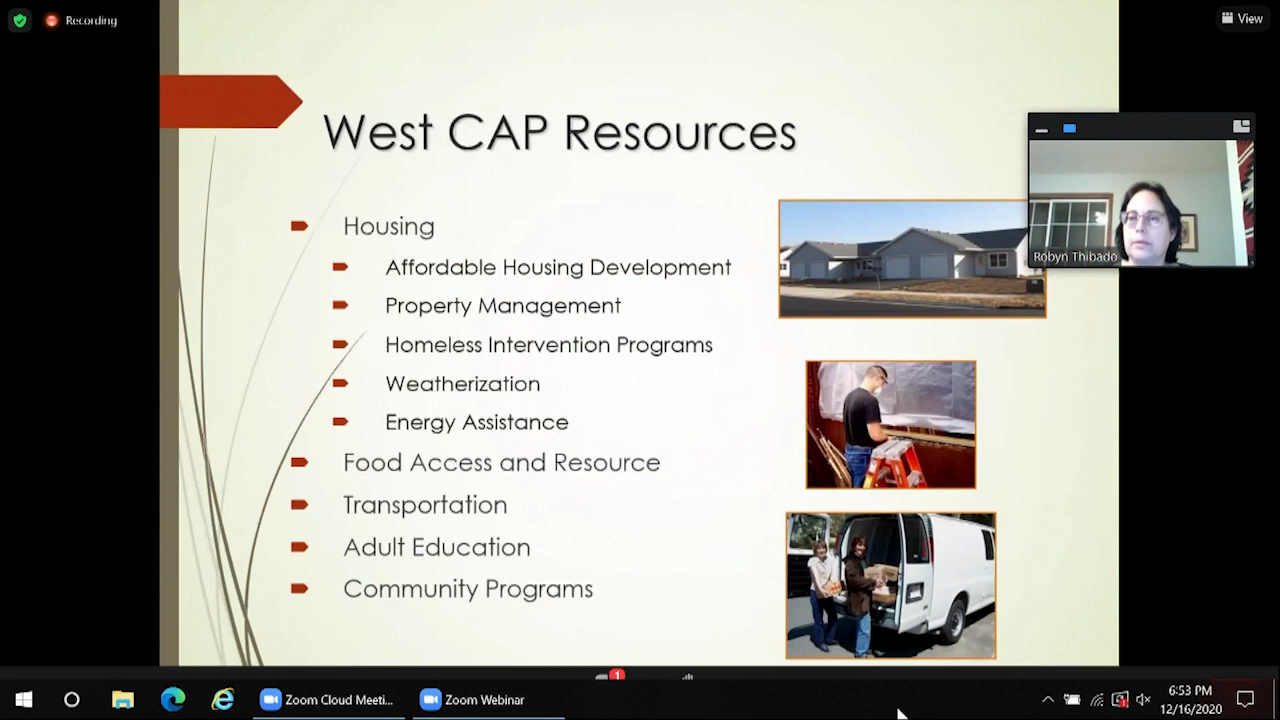 Recording
View
West CAP Resources
Housing
Affordable Housing Development
Property Management
Homeless Intervention Programs
Weatherization
Energy Assistance
Food Access and Resource
Transportation
Adult Education
Community Programs
Robyn Thibado
1
Zoom Cloud Meeti...
Zoom Webinar
6:53 PM
12/16/2020